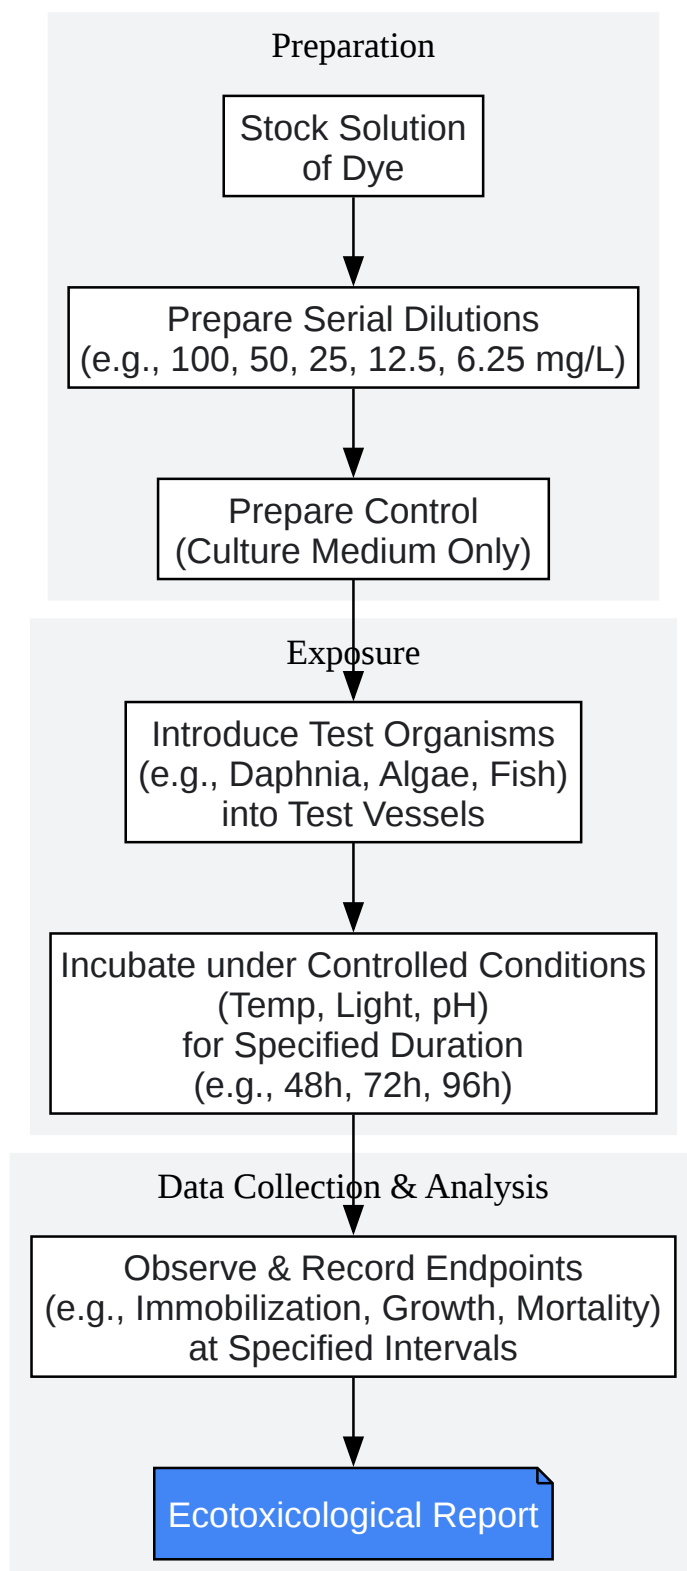 Preparation
Stock Solution
of Dye
Prepare Serial Dilutions
(e.g., 100, 50, 25, 12.5, 6.25 mg/L)
Prepare Control
(Culture Medium Only)
Exposure
Introduce Test Organisms
(e.g., Daphnia, Algae, Fish)
into Test Vessels
Incubate under Controlled Conditions
(Temp, Light, pH)
for Specified Duration
(e.g., 48h, 72h, 96h)
Data Collection & Analysis
Observe & Record Endpoints
(e.g., Immobilization, Growth, Mortality)
at Specified Intervals
Ecotoxicological Report